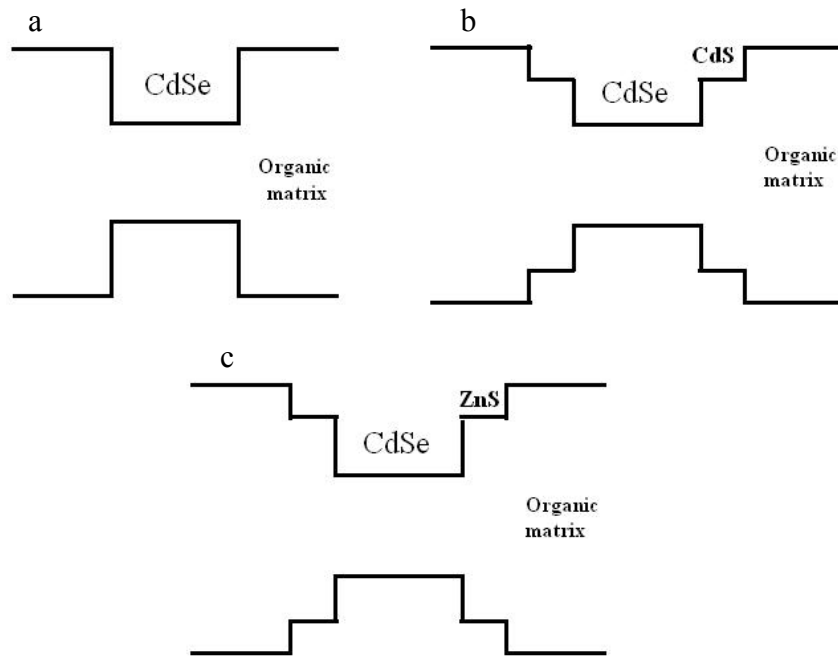 a
CdSe
Organic
matrix
b
CdS
CdSe
Organic
matrix
c
ZnS
CdSe
Organic
matrix